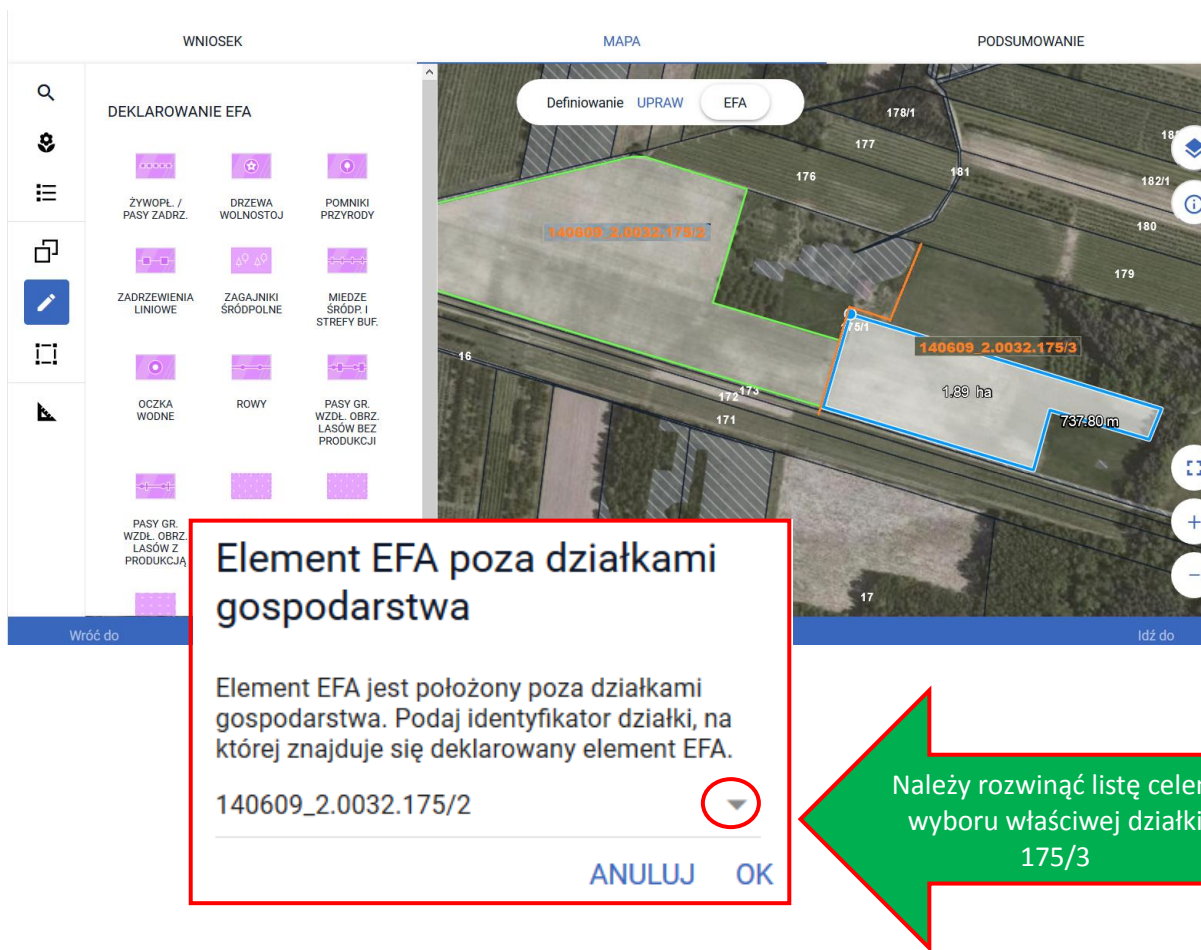 WNIOSEK
MAPA
PODSUMOWANIE
DEKLAROWANIE EFA
ŻYWOPŁ. /
PASY ZADRZ.
DRZEWA
WOLNOSTOJ
POMNIKI
PRZYRODY
ZADRZEWIENIA
LINIOWE
ZAGAJNIKI
ŚRÓDPOLNE
MIEDZE
ŚRÓDP. I
STREFY BUF.
OCZKA
WODNE
ROWY
PASY GR.
WZDŁ. OBRZ.
LASÓW BEZ
PRODUKCJI
PASY GR.
WZDŁ. OBRZ.
LASÓW Z
PRODUKCJĄ
Definiowanie UPRAW EFA
178/1
177
176
181
182/1
180
179
140609_2.0032.175/2
175/1
140609_2.0032.175/3
16
1.89 ha
172
173
171
737.80 m
17
Wróć do
Idź do
Element EFA poza działkami
gospodarstwa
Element EFA jest położony poza działkami
gospodarstwa. Podaj identyfikator działki, na
której znajduje się deklarowany element EFA.
140609_2.0032.175/2
ANULUJ OK
Należy rozwinąć listę celem
wyboru właściwej działki
175/3